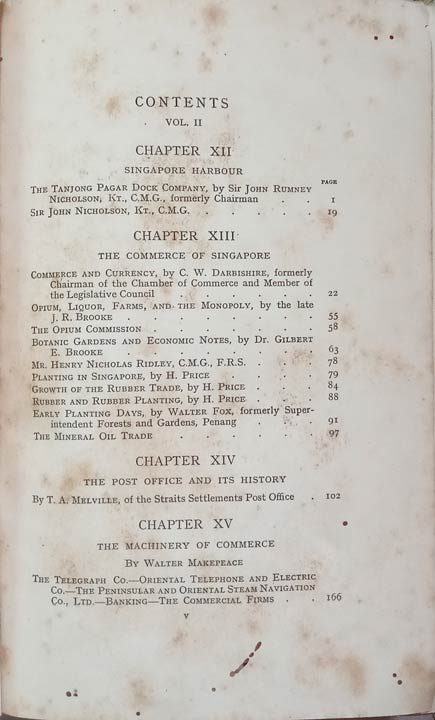 CONTENTS
VOL. II
CHAPTER XII
SINGAPORE HARBOUR
PAGE
THE TANJONG PAGAR DOCK COMPANY, by Sir JOHN RUMNEY
NICHOLSON, KT., C.M.G., formerly Chairman . . 1
SIR JOHN NICHOLSON, KT., C.M.G. . . . . . 19
CHAPTER XIII
THE COMMERCE OF SINGAPORE
COMMERCE AND CURRENCY, by C. W. DARBISHIRE, formerly
Chairman of the Chamber of Commerce and Member of
the Legislative Council . . . . . . 22
OPIUM, LIQUOR, FARMS, AND THE MONOPOLY, by the late
J. R. BROOKE . . . . . . . 55
THE OPIUM COMMISSION . . . . . . 58
BOTANIC GARDENS AND ECONOMIC NOTES, by Dr. GILBERT
E. BROOKE . . . . . . . 63
MR. HENRY NICHOLAS RIDLEY, C.M.G., F.R.S. . . 78
PLANTING IN SINGAPORE, by H. PRICE . . . . 79
GROWTH OF THE RUBBER TRADE, by H. PRICE . . . 84
RUBBER AND RUBBER PLANTING, by H. PRICE . . . 88
EARLY PLANTING DAYS, by WALTER FOX, formerly Super-
intendent Forests and Gardens, Penang . . . 91
THE MINERAL OIL TRADE . . . . . . 97
CHAPTER XIV
THE POST OFFICE AND ITS HISTORY
By T. A. MELVILLE, of the Straits Settlements Post Office . 102
CHAPTER XV
THE MACHINERY OF COMMERCE
By WALTER MAKEPEACE
THE TELEGRAPH CO.—ORIENTAL TELEPHONE AND ELECTRIC
CO.—THE PENINSULAR AND ORIENTAL STEAM NAVIGATION
CO., LTD.—BANKING—THE COMMERCIAL FIRMS . . 166
v